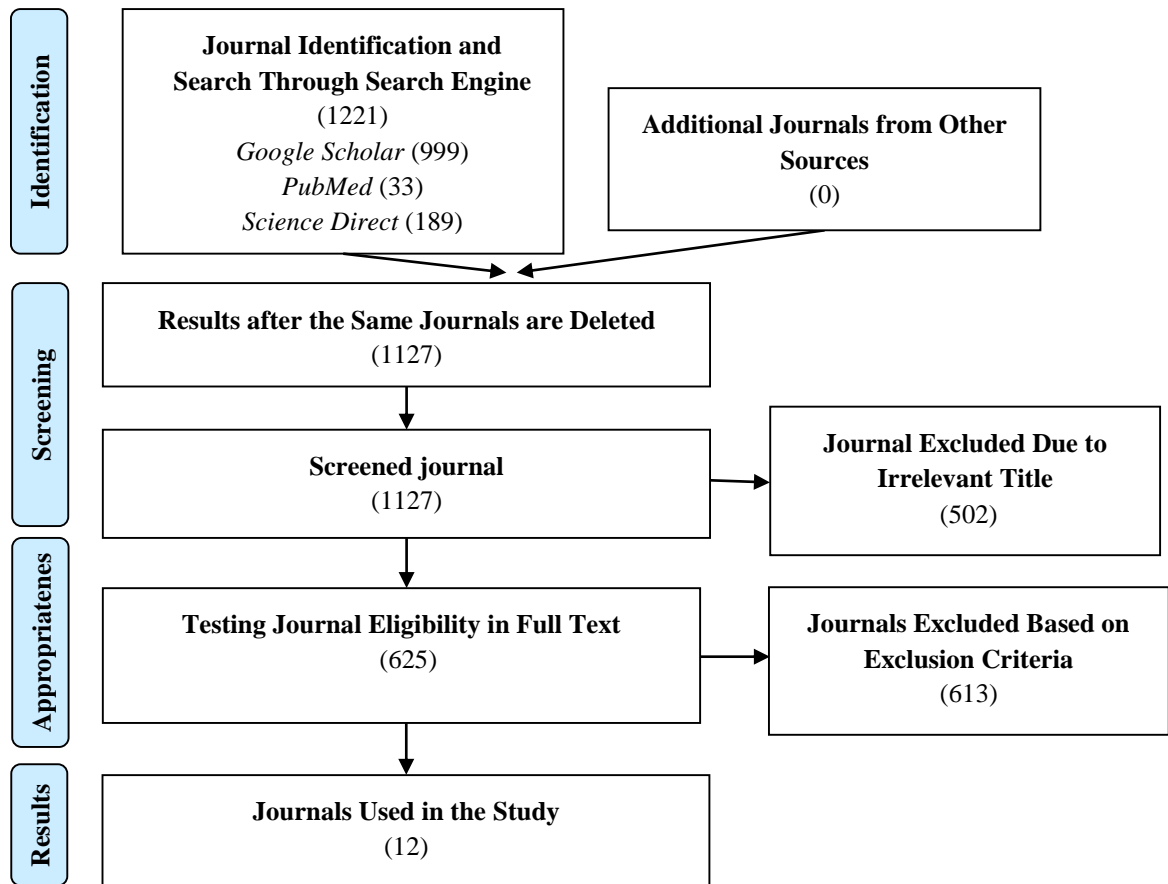 Identification
Journal Identification and
Search Through Search Engine
(1221)
Google Scholar (999)
PubMed (33)
Science Direct (189)
Additional Journals from Other
Sources
(0)
Screening
Results after the Same Journals are Deleted
(1127)
Screened journal
(1127)
Journal Excluded Due to
Irrelevant Title
(502)
Appropriatenes
Testing Journal Eligibility in Full Text
(625)
Journals Excluded Based on
Exclusion Criteria
(613)
Results
Journals Used in the Study
(12)